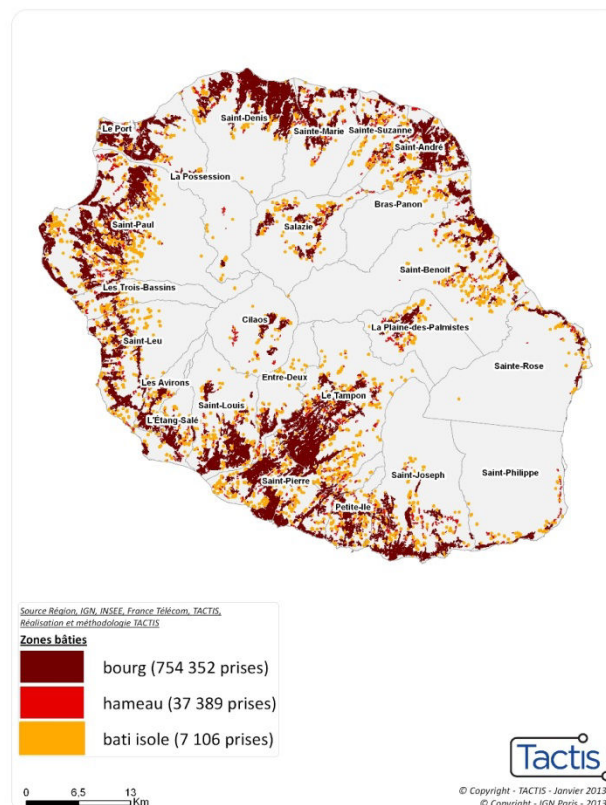 Saint-Denis
Sainte-Marie
Le Port
Sainte-Suzanne
Saint-André
La Possession
Bras-Panon
Salazie
Saint-Paul
Saint-Benoit
Les Trois-Bassins
Cilaos
La Plaine-des-Palmistes
Saint-Leu
Sainte-Rose
Entre-Deux
Les Avirons
Le Tampon
Saint-Louis
L'Étang-Salé
Saint-Joseph
Saint-Philippe
Saint-Pierre
Petite-Ile
Source Région, IGN, INSEE, France Télécom, TACTIS,
Réalisation et méthodologie TACTIS
Zones bâties
bourg (754 352 prises)
hameau (37 389 prises)
bati isole (7 106 prises)
Tactis
0 6,5 13
Km
© Copyright - TACTIS - Janvier 2013
© Copyright - IGN Paris - 2013